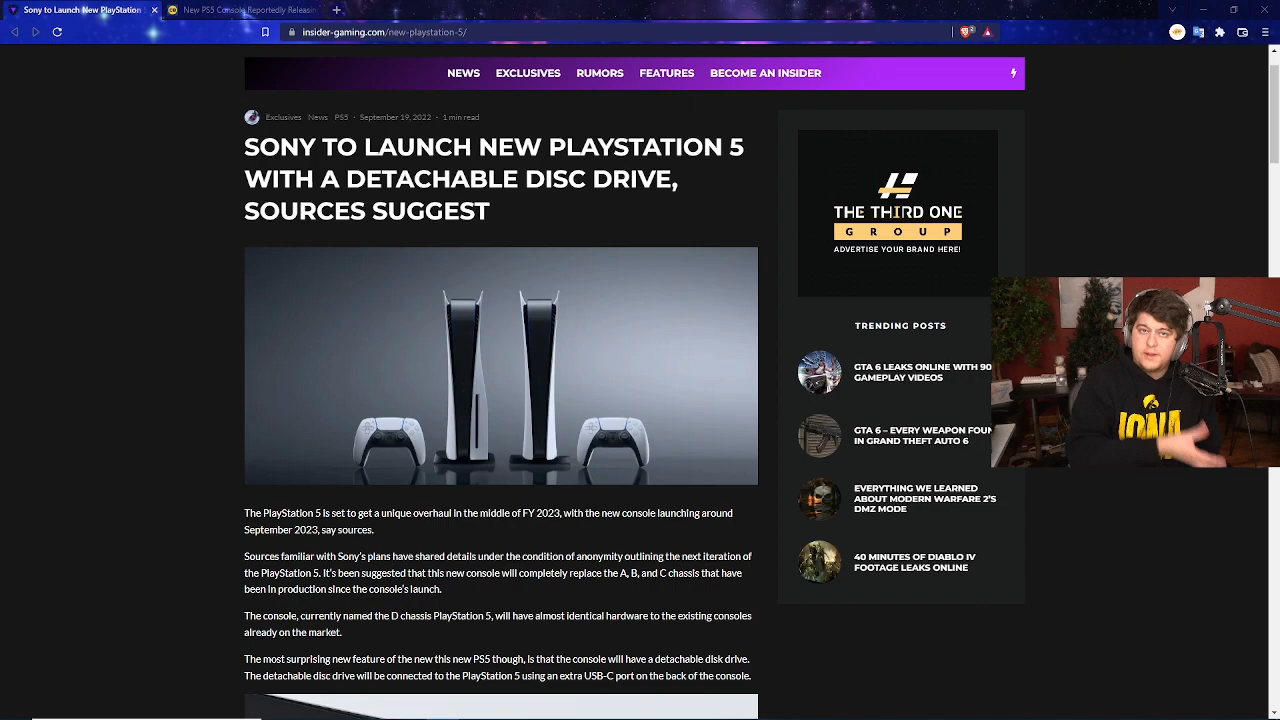 Sony to Launch New PlayStation 5
New PS5 Console Reportedly Releasin
insider-gaming.com/new-playstation-5/
2
NEWS EXCLUSIVES RUMORS FEATURES BECOME AN INSIDER
Exclusives News PS5 · September 19, 2022 · 1 min read
SONY TO LAUNCH NEW PLAYSTATION 5
WITH A DETACHABLE DISC DRIVE,
SOURCES SUGGEST
The PlayStation 5 is set to get a unique overhaul in the middle of FY 2023, with the new console launching around
September 2023, say sources.
Sources familiar with Sony's plans have shared details under the condition of anonymity outlining the next iteration of
the PlayStation 5. It's been suggested that this new console will completely replace the A, B, and C chassis that have
been in production since the console's launch.
The console, currently named the D chassis PlayStation 5, will have almost identical hardware to the existing consoles
already on the market.
The most surprising new feature of the new this new PS5 though, is that the console will have a detachable disk drive.
The detachable disc drive will be connected to the PlayStation 5 using an extra USB-C port on the back of the console.
THE THIRD ONE
GROUP
ADVERTISE YOUR BRAND HERE!
TRENDING POSTS
GTA 6 LEAKS ONLINE WITH 90
GAMEPLAY VIDEOS
GTA 6 – EVERY WEAPON FOUN
IN GRAND THEFT AUTO 6
EVERYTHING WE LEARNED
ABOUT MODERN WARFARE 2'S
DMZ MODE
40 MINUTES OF DIABLO IV
FOOTAGE LEAKS ONLINE
IOWA